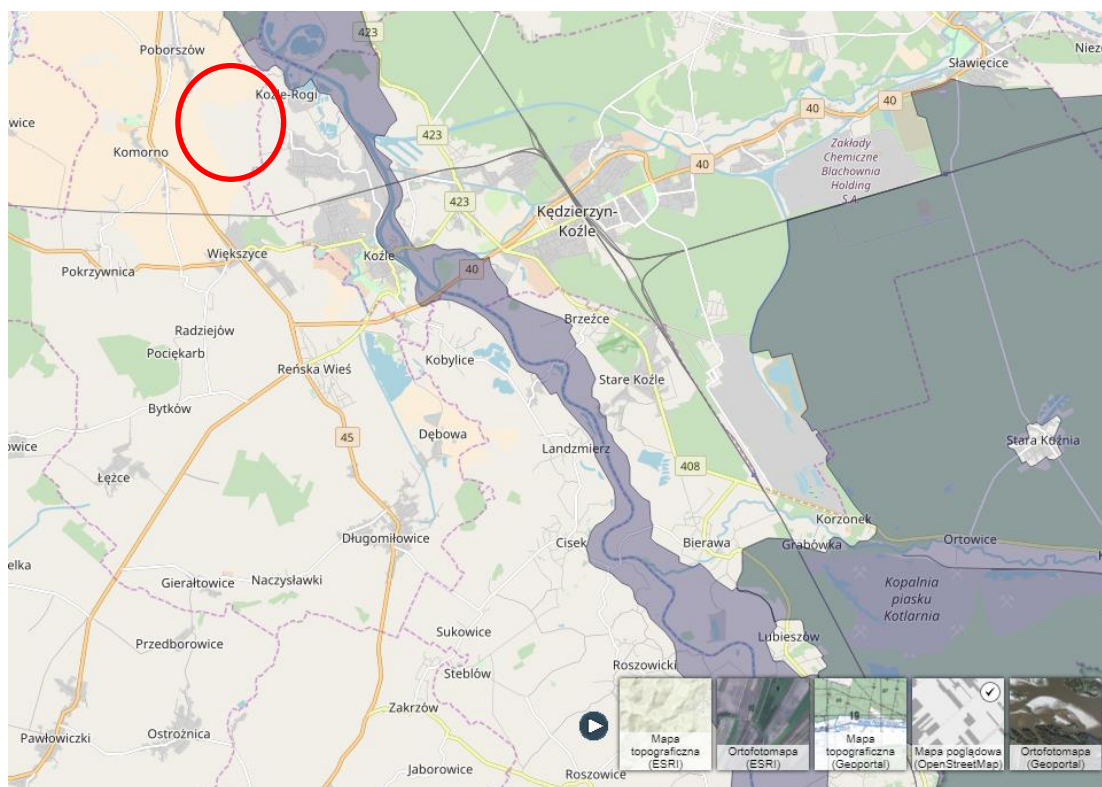 423
Poborszów
Sławięcice
Koźle-Rogi
40
40
wice
423
Komorno
Zakłady
Chemiczne
Blachownia
Holding
S.A.
40
423
Kędzierzyn-
Koźle
Większyce
Koźle
Pokrzywnica
40
Radziejów
Brzeźce
Pociękarb
Kobylice
Reńska Wieś
Stare Koźle
Bytków
45
Dębowa
Stara Kuźnia
owice
Landzmierz
408
Łężce
Korzonek
Długomiłowice
Cisek
Bierawa
Grabówka
Ortowice
elka
Gierałtowice
Naczysławki
Kopalnia
piasku
Kotlarnia
Sukowice
Przedborowice
Lubieszów
Steblów
Roszowicki
Zakrzów
Ostrożnica
Pawłowiczki
Jaborowice
Roszowice
Mapa
topograficzna
(ESRI)
Ortofotomapa
(ESRI)
Mapa
topograficzna
(Geoportal)
Mapa poglądowa
(OpenStreetMap)
Ortofotomapa
(Geoportal)